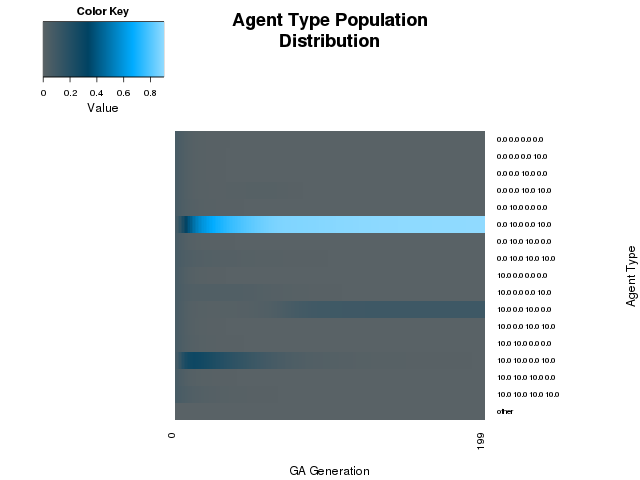 Color Key
Agent Type Population
Distribution
0 0.2 0.4 0.6 0.8
Value
0.0 0.0 0.0 0.0
0.0 0.0 0.0 10.0
0.0 0.0 10.0 0.0
0.0 0.0 10.0 10.0
0.0 10.0 0.0 0.0
0.0 10.0 0.0 10.0
0.0 10.0 10.0 0.0
0.0 10.0 10.0 10.0
10.0 0.0 0.0 0.0
10.0 0.0 0.0 10.0
10.0 0.0 10.0 0.0
10.0 0.0 10.0 10.0
10.0 10.0 0.0 0.0
10.0 10.0 0.0 10.0
10.0 10.0 10.0 0.0
10.0 10.0 10.0 10.0
other
Agent Type
0
199
GA Generation